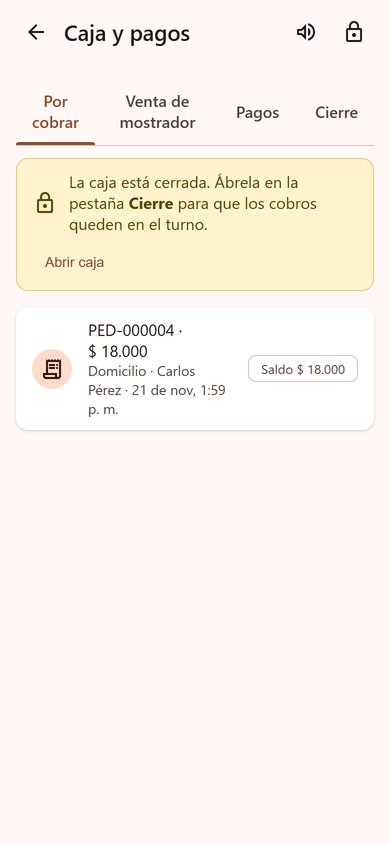 Caja y pagos
Por
cobrar
Venta de
mostrador
Pagos
Cierre
La caja está cerrada. Ábrela en la
pestaña Cierre para que los cobros
queden en el turno.
Abrir caja
PED-000004 ·
$ 18.000
Domicilio · Carlos
Pérez · 21 de nov, 1:59
p. m.
Saldo $ 18.000